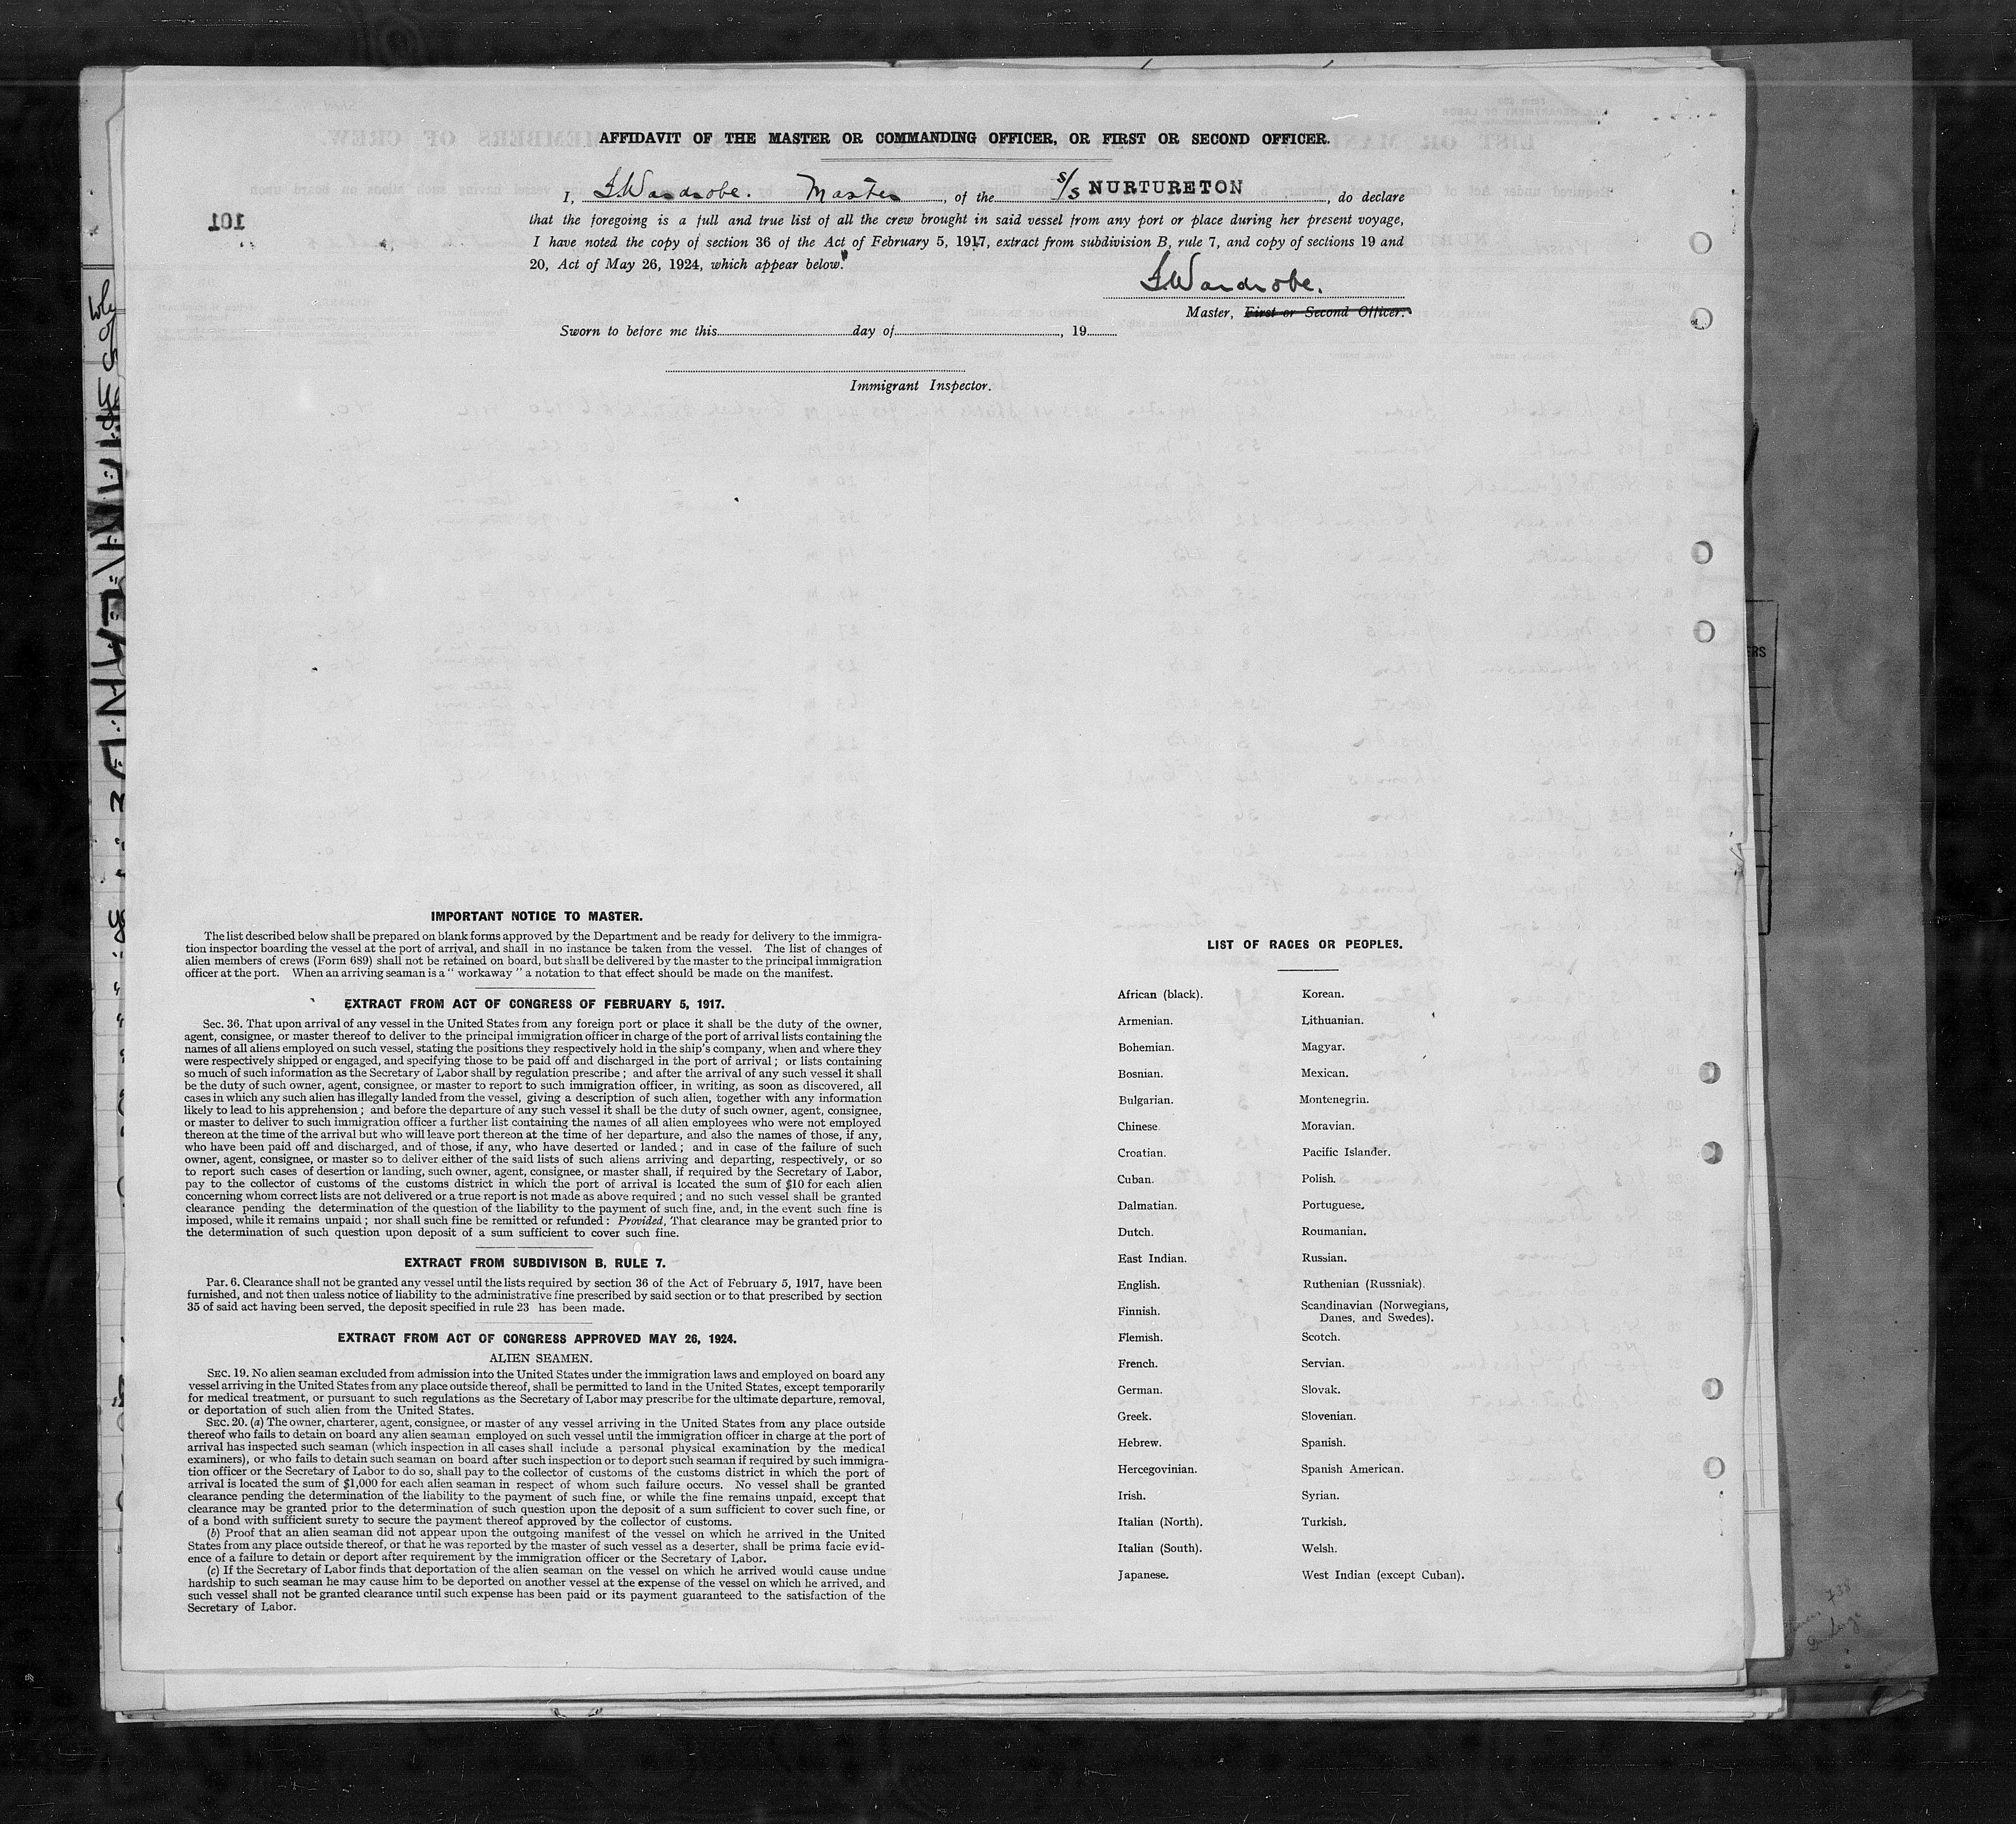 AFFIDAVIT OF THE MASTER OR COMMANDING OFFICER, OR FIRST OR SECOND OFFICER.
I, F Wardrobe. Master, of the s/s NURTURETON, do declare
that the foregoing is a full and true list of all the crew brought in said vessel from any port or place during her present voyage,
I have noted the copy of section 36 of the Act of February 5, 1917, extract from subdivision B, rule 7, and copy of sections 19 and
20, Act of May 26, 1924, which appear below.
F Wardrobe.
Master, First or Second Officer.
Sworn to before me this day of , 19
Immigrant Inspector.
101
IMPORTANT NOTICE TO MASTER.
The list described below shall be prepared on blank forms approved by the Department and be ready for delivery to the immigra-
tion inspector boarding the vessel at the port of arrival, and shall in no instance be taken from the vessel. The list of changes of
alien members of crews (Form 689) shall not be retained on board, but shall be delivered by the master to the principal immigration
officer at the port. When an arriving seaman is a " workaway " a notation to that effect should be made on the manifest.
EXTRACT FROM ACT OF CONGRESS OF FEBRUARY 5, 1917.
Sec. 36. That upon arrival of any vessel in the United States from any foreign port or place it shall be the duty of the owner,
agent, consignee, or master thereof to deliver to the principal immigration officer in charge of the port of arrival lists containing the
names of all aliens employed on such vessel, stating the positions they respectively hold in the ship's company, when and where they
were respectively shipped or engaged, and specifying those to be paid off and discharged in the port of arrival ; or lists containing
so much of such information as the Secretary of Labor shall by regulation prescribe ; and after the arrival of any such vessel it shall
be the duty of such owner, agent, consignee, or master to report to such immigration officer, in writing, as soon as discovered, all
cases in which any such alien has illegally landed from the vessel, giving a description of such alien, together with any information
likely to lead to his apprehension ; and before the departure of any such vessel it shall be the duty of such owner, agent, consignee,
or master to deliver to such immigration officer a further list containing the names of all alien employees who were not employed
thereon at the time of the arrival but who will leave port thereon at the time of her departure, and also the names of those, if any,
who have been paid off and discharged, and of those, if any, who have deserted or landed ; and in case of the failure of such
owner, agent, consignee, or master so to deliver either of the said lists of such aliens arriving and departing, respectively, or so
to report such cases of desertion or landing, such owner, agent, consignee, or master shall, if required by the Secretary of Labor,
pay to the collector of customs of the customs district in which the port of arrival is located the sum of $10 for each alien
concerning whom correct lists are not delivered or a true report is not made as above required ; and no such vessel shall be granted
clearance pending the determination of the question of the liability to the payment of such fine, and, in the event such fine is
imposed, while it remains unpaid ; nor shall such fine be remitted or refunded : Provided, That clearance may be granted prior to
the determination of such question upon deposit of a sum sufficient to cover such fine.
EXTRACT FROM SUBDIVISON B, RULE 7.
Par. 6. Clearance shall not be granted any vessel until the lists required by section 36 of the Act of February 5, 1917, have been
furnished, and not then unless notice of liability to the administrative fine prescribed by said section or to that prescribed by section
35 of said act having been served, the deposit specified in rule 23 has been made.
EXTRACT FROM ACT OF CONGRESS APPROVED MAY 26, 1924.
ALIEN SEAMEN.
SEC. 19. No alien seaman excluded from admission into the United States under the immigration laws and employed on board any
vessel arriving in the United States from any place outside thereof, shall be permitted to land in the United States, except temporarily
for medical treatment, or pursuant to such regulations as the Secretary of Labor may prescribe for the ultimate departure, removal,
or deportation of such alien from the United States.
SEC. 20. (a) The owner, charterer, agent, consignee, or master of any vessel arriving in the United States from any place outside
thereof who fails to detain on board any alien seaman employed on such vessel until the immigration officer in charge at the port of
arrival has inspected such seaman (which inspection in all cases shall include a personal physical examination by the medical
examiners), or who fails to detain such seaman on board after such inspection or to deport such seaman if required by such immigra-
tion officer or the Secretary of Labor to do so, shall pay to the collector of customs of the customs district in which the port of
arrival is located the sum of $1,000 for each alien seaman in respect of whom such failure occurs. No vessel shall be granted
clearance pending the determination of the liability to the payment of such fine, or while the fine remains unpaid, except that
clearance may be granted prior to the determination of such question upon the deposit of a sum sufficient to cover such fine, or
of a bond with sufficient surety to secure the payment thereof approved by the collector of customs.
(b) Proof that an alien seaman did not appear upon the outgoing manifest of the vessel on which he arrived in the United
States from any place outside thereof, or that he was reported by the master of such vessel as a deserter, shall be prima facie evid-
ence of a failure to detain or deport after requirement by the immigration officer or the Secretary of Labor.
(c) If the Secretary of Labor finds that deportation of the alien seaman on the vessel on which he arrived would cause undue
hardship to such seaman he may cause him to be deported on another vessel at the expense of the vessel on which he arrived, and
such vessel shall not be granted clearance until such expense has been paid or its payment guaranteed to the satisfaction of the
Secretary of Labor.
LIST OF RACES OR PEOPLES.
African (black).
Armenian.
Bohemian.
Bosnian.
Bulgarian.
Chinese.
Croatian.
Cuban.
Dalmatian.
Dutch.
East Indian.
English.
Finnish.
Flemish.
French.
German.
Greek.
Hebrew.
Hercegovinian.
Irish.
Italian (North).
Italian (South).
Japanese.
Korean.
Lithuanian.
Magyar.
Mexican.
Montenegrin.
Moravian.
Pacific Islander.
Polish.
Portuguese.
Roumanian.
Russian.
Ruthenian (Russniak).
Scandinavian (Norwegians,
Danes, and Swedes).
Scotch.
Servian.
Slovak.
Slovenian.
Spanish.
Spanish American.
Syrian.
Turkish.
Welsh.
West Indian (except Cuban).